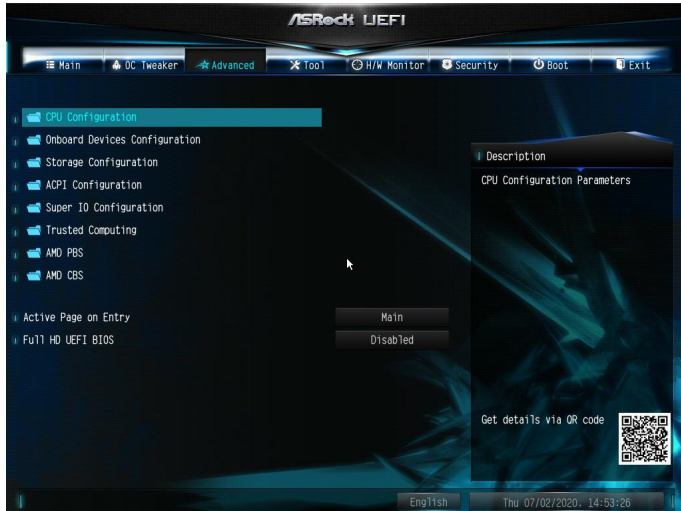 ASRock UEFI
Main OC Tweaker Advanced Tool H/W Monitor Security Boot Exit
CPU Configuration
Onboard Devices Configuration
Storage Configuration
ACPI Configuration
Super IO Configuration
Trusted Computing
AMD PBS
AMD CBS
Active Page on Entry Main
Full HD UEFI BIOS Disabled
Description
CPU Configuration Parameters
Get details via QR code
English Thu 07/02/2020. 14:53:26